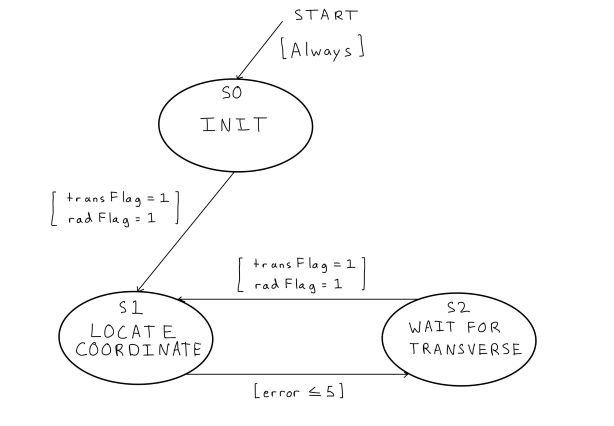 START
[Always]
S0
INIT
[transFlag = 1
radFlag = 1]
[transFlag = 1
radFlag = 1]
S1
LOCATE
COORDINATE
S2
WAIT FOR
TRANSVERSE
[error ≤ 5]